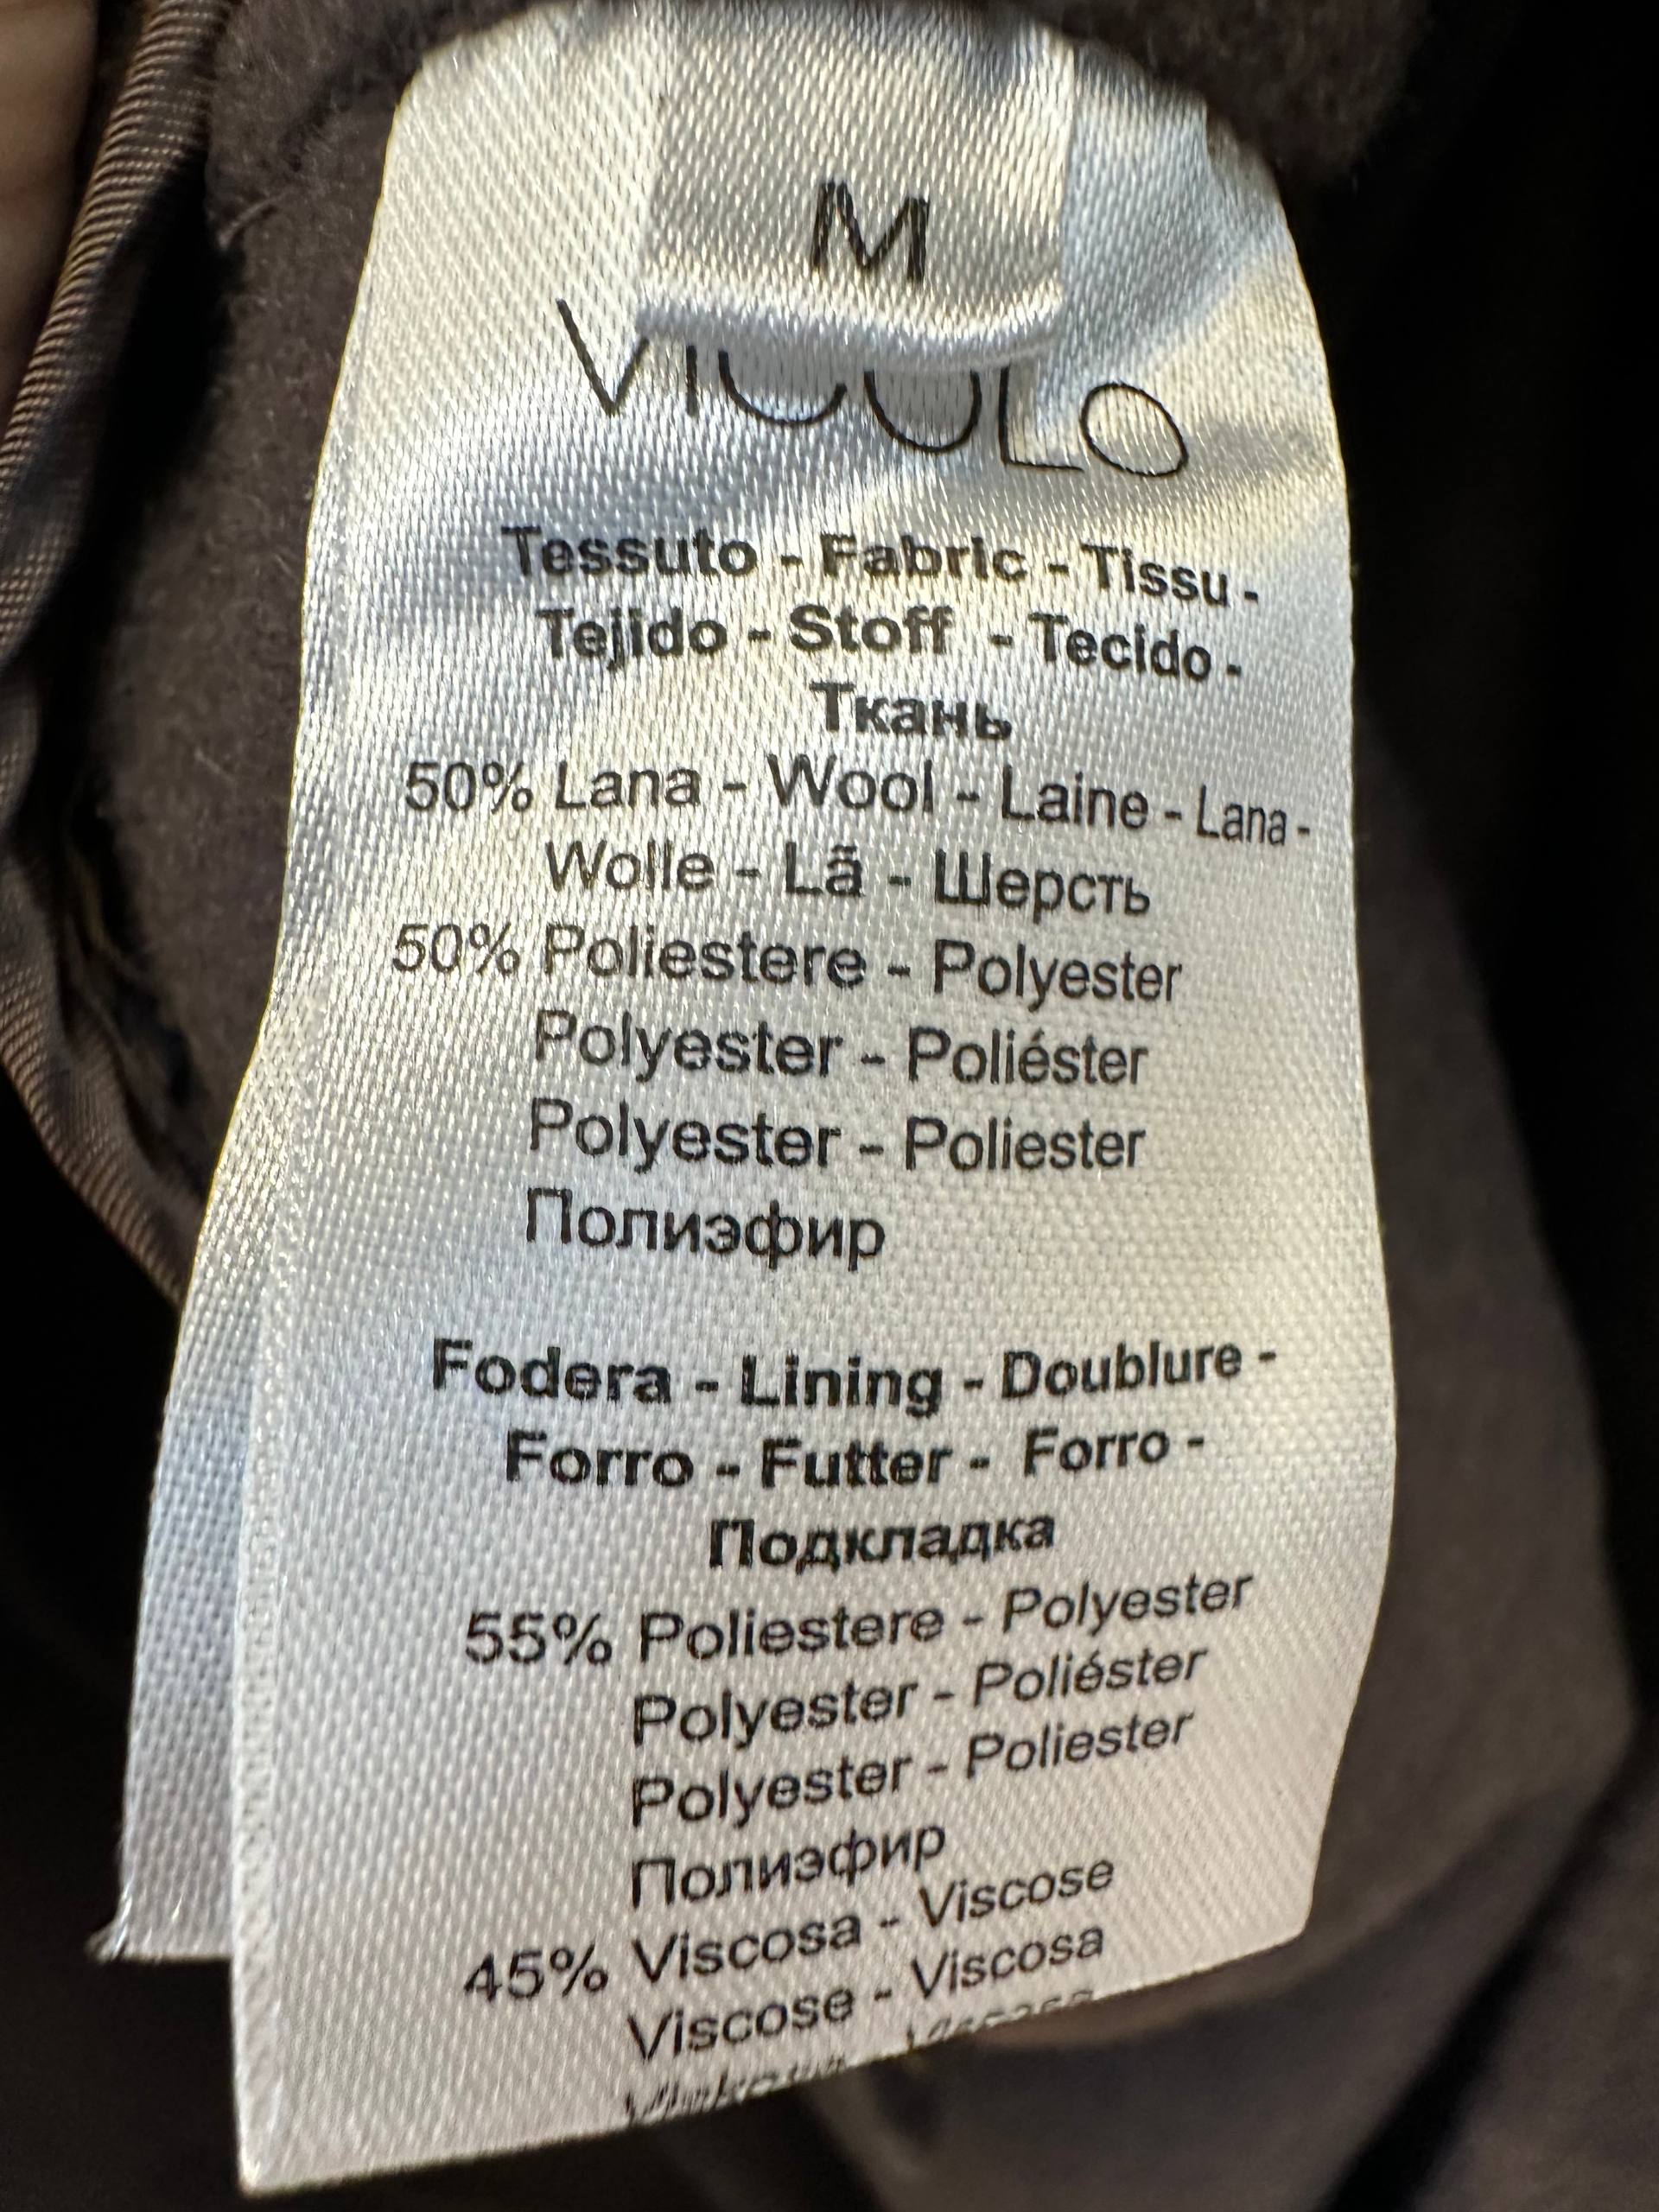 M
VICOLO
Tessuto - Fabric - Tissu -
Tejido - Stoff - Tecido -
Ткань
50% Lana - Wool - Laine - Lana -
Wolle - Lã - Шерсть
50% Poliestere - Polyester
Polyester - Poliéster
Polyester - Poliester
Полиэфир
Fodera - Lining - Doublure -
Forro - Futter - Forro -
Подкладка
55% Poliestere - Polyester
Polyester - Poliéster
Polyester - Poliester
Полиэфир
45% Viscosa - Viscose
Viscose - Viscosa